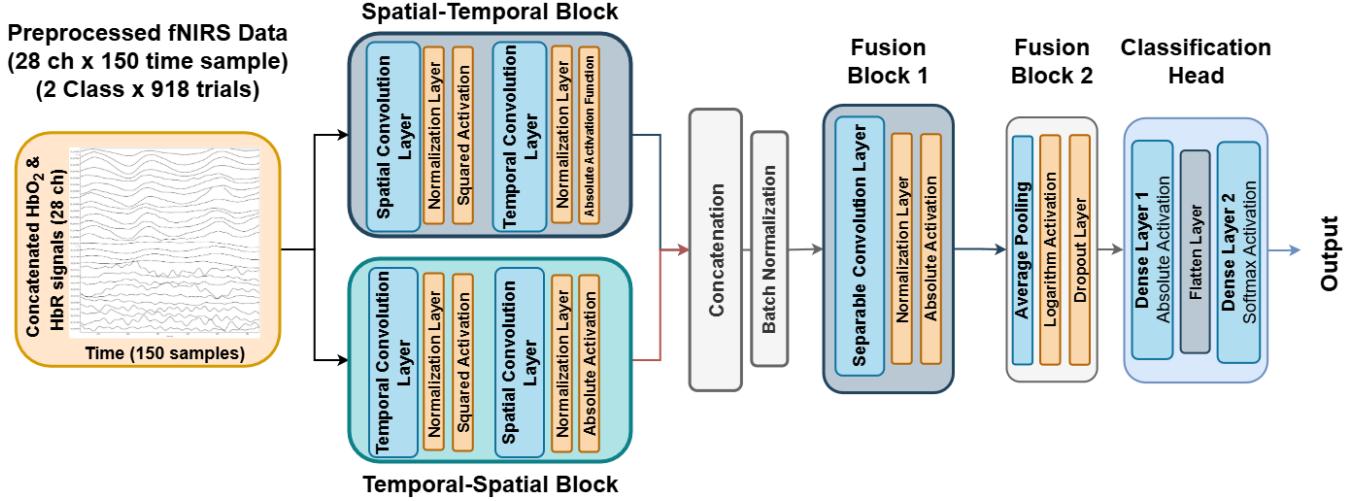 Preprocessed fNIRS Data
(28 ch x 150 time sample)
(2 Class x 918 trials)
Concatenated HbO2 &
HbR signals (28 ch)
Time (150 samples)
Spatial-Temporal Block
Spatial Convolution
Layer
Normalization Layer
Squared Activation
Temporal Convolution
Layer
Normalization Layer
Absolute Activation Function
Temporal Convolution
Layer
Normalization Layer
Squared Activation
Spatial Convolution
Layer
Normalization Layer
Absolute Activation
Temporal-Spatial Block
Concatenation
Batch Normalization
Fusion
Block 1
Separable Convolution Layer
Normalization Layer
Absolute Activation
Fusion
Block 2
Average Pooling
Logarithm Activation
Dropout Layer
Classification
Head
Dense Layer 1
Absolute Activation
Flatten Layer
Dense Layer 2
Softmax Activation
Output